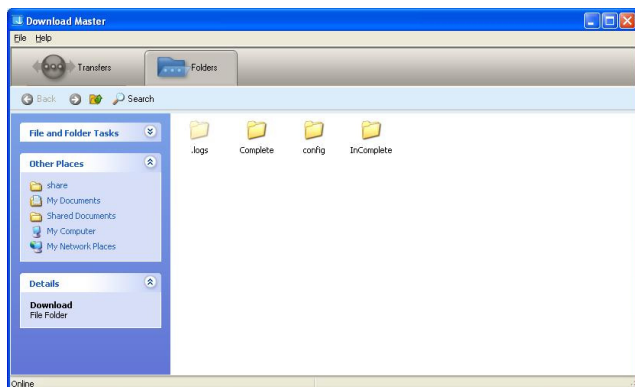 Download Master
File Help
Transfers
Folders
Back
Search
File and Folder Tasks
Other Places
share
My Documents
Shared Documents
My Computer
My Network Places
Details
Download
File Folder
.logs
Complete
config
InComplete
Online